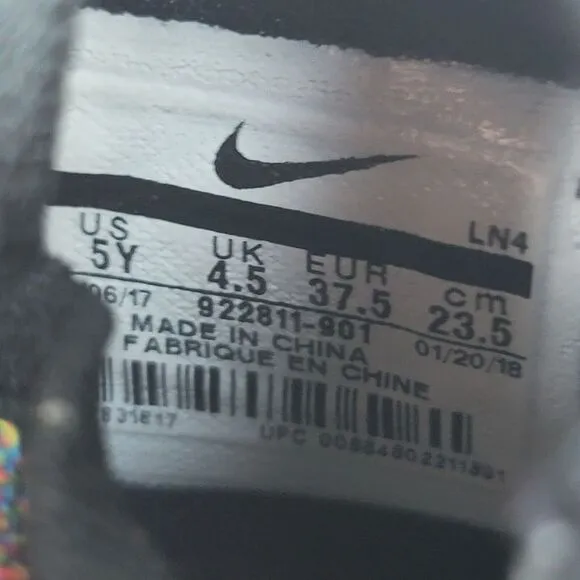 LN4
US UK EUR cm
5Y 4.5 37.5 23.5
06/17 922811-901 01/20/18
MADE IN CHINA
FABRIQUE EN CHINE
UPC